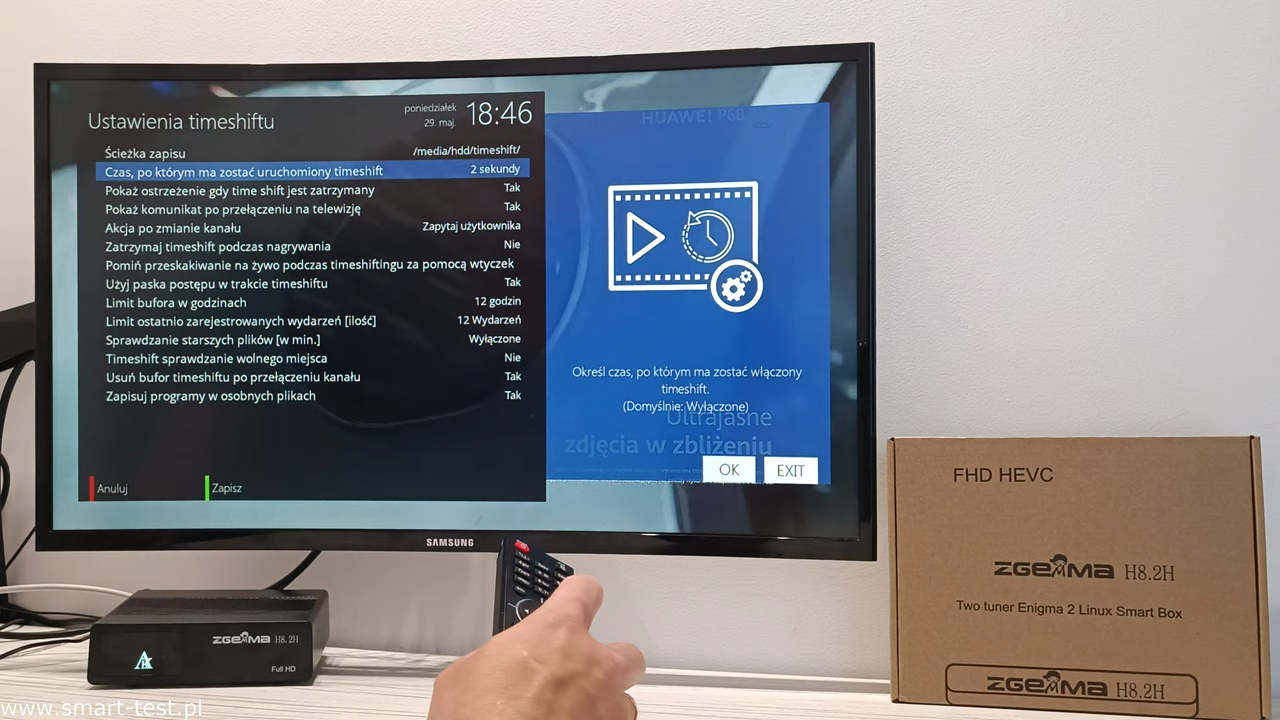 Ustawienia timeshiftu
poniedziałek
29. maj.
18:46
Ścieżka zapisu /media/hdd/timeshift/
Czas, po którym ma zostać uruchomiony timeshift 2 sekundy
Pokaż ostrzeżenie gdy time shift jest zatrzymany Tak
Pokaż komunikat po przełączeniu na telewizję Tak
Akcja po zmianie kanału Zapytaj użytkownika
Zatrzymaj timeshift podczas nagrywania Nie
Pomiń przeskakiwanie na żywo podczas timeshiftingu za pomocą wtyczek
Użyj paska postępu w trakcie timeshiftu Tak
Limit bufora w godzinach 12 godzin
Limit ostatnio zarejestrowanych wydarzeń [ilość] 12 Wydarzeń
Sprawdzanie starszych plików [w min.] Wyłączone
Timeshift sprawdzanie wolnego miejsca Nie
Usuń bufor timeshiftu po przełączeniu kanału Tak
Zapisuj programy w osobnych plikach Tak
Anuluj Zapisz
HUAWEI P60
Określ czas, po którym ma zostać włączony
timeshift.
(Domyślnie: Wyłączone)
Ultrajasne
zdjęcia w zbliżeniu
OK EXIT
SAMSUNG
ZGEMMA H8.2H
Full HD
FHD HEVC
ZGEMMA H8.2H
Two tuner Enigma 2 Linux Smart Box
ZGEMMA H8.2H
www.smart-test.pl